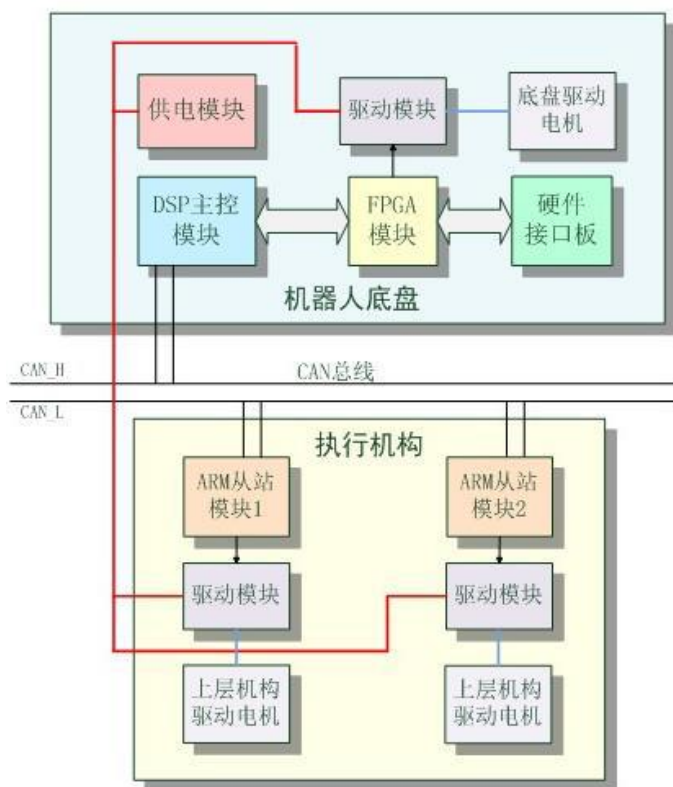 供电模块
驱动模块
底盘驱动
电机
DSP主控
模块
FPGA
模块
硬件
接口板
机器人底盘
CAN_H
CAN总线
CAN_L
执行机构
ARM从站
模块1
ARM从站
模块2
驱动模块
驱动模块
上层机构
驱动电机
上层机构
驱动电机